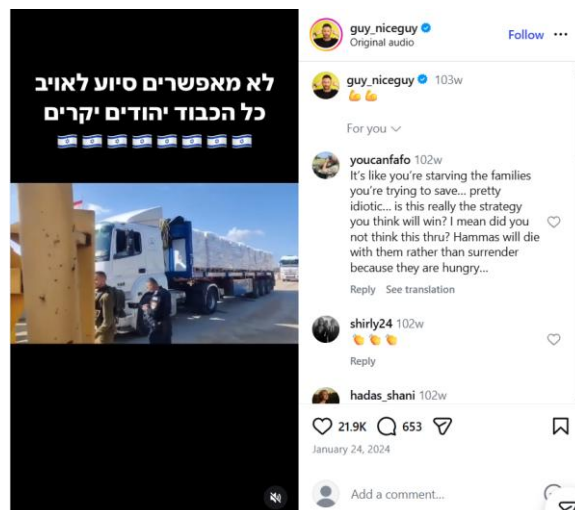 לא מאפשרים סיוע לאויב
כל הכבוד יהודים יקרים
guy_niceguy
Original audio
Follow
guy_niceguy 103w
For you
youcanfafo 102w
It's like you're starving the families
you're trying to save... pretty
idiotic... is this really the strategy
you think will win? I mean did you
not think this thru? Hammas will die
with them rather than surrender
because they are hungry...
Reply See translation
shirly24 102w
Reply
hadas_shani 102w
21.9K 653
January 24, 2024
Add a comment...